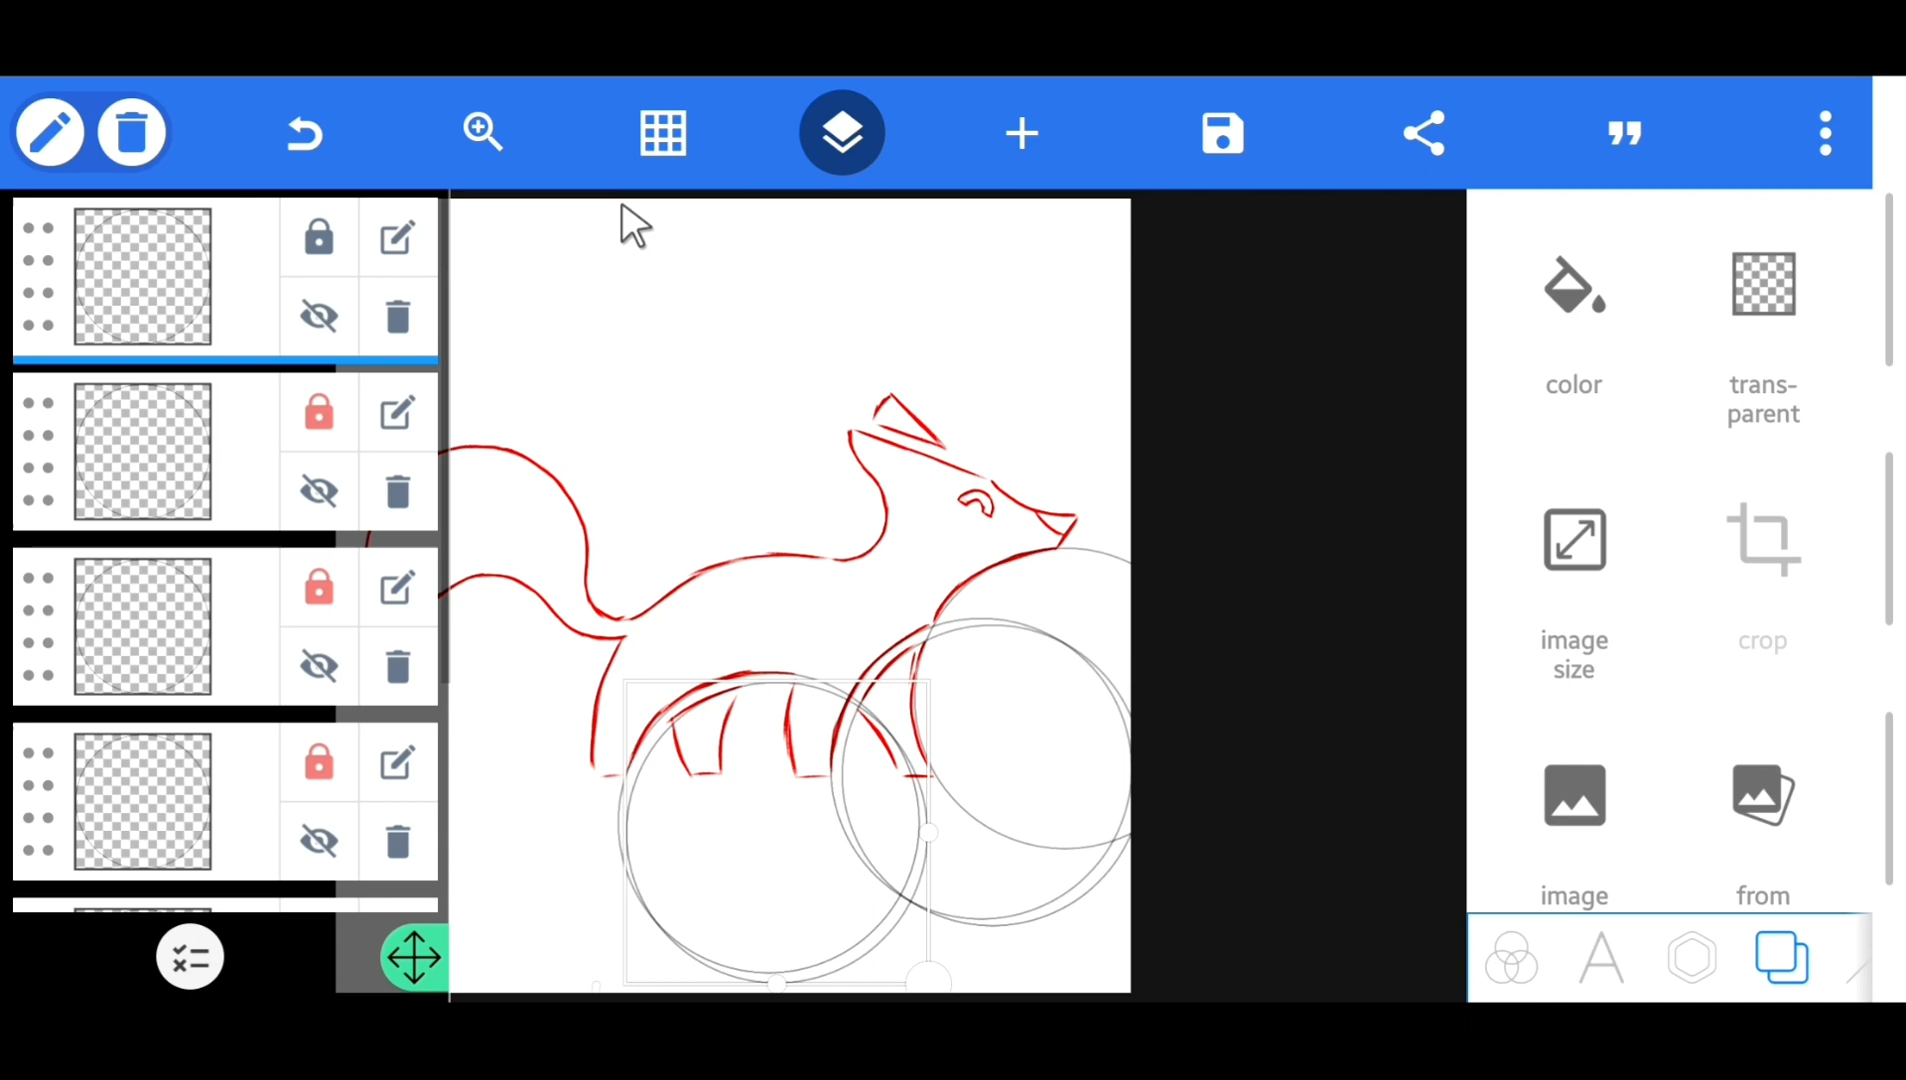 color
trans-
parent
image
size
crop
image
from